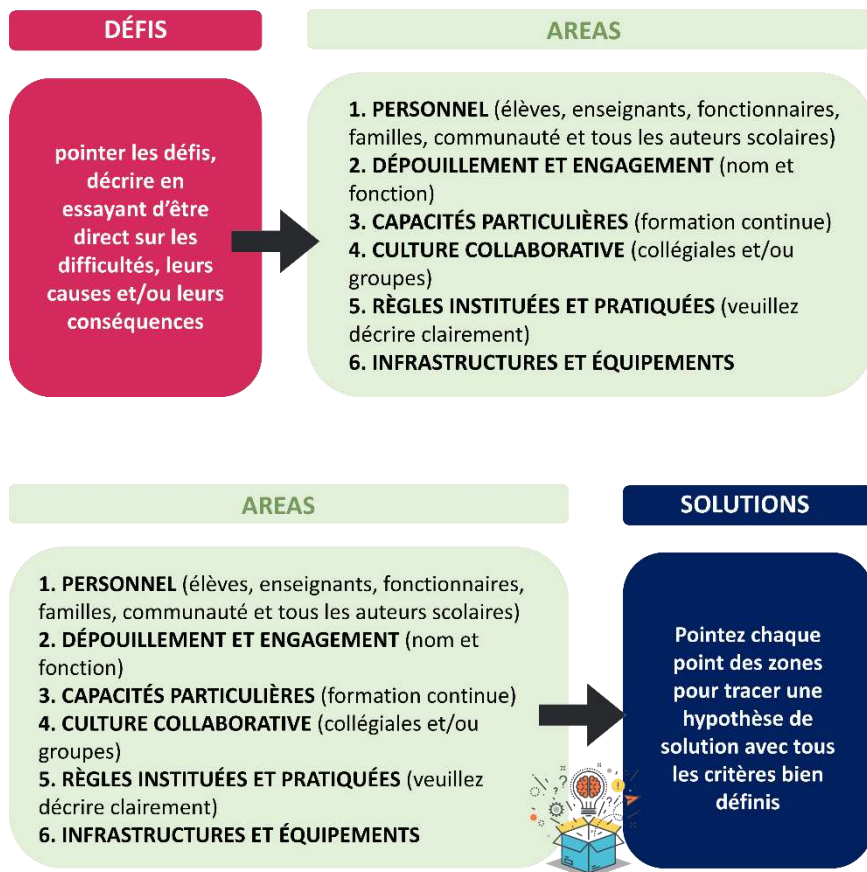 DÉFIS
AREAS
pointer les défis,
décrire en
essayant d'être
direct sur les
difficultés, leurs
causes et/ou leurs
conséquences
1. PERSONNEL (élèves, enseignants, fonctionnaires,
familles, communauté et tous les auteurs scolaires)
2. DÉPOUILLEMENT ET ENGAGEMENT (nom et
fonction)
3. CAPACITÉS PARTICULIÈRES (formation continue)
4. CULTURE COLLABORATIVE (collégiales et/ou
groupes)
5. RÈGLES INSTITUÉES ET PRATIQUÉES (veuillez
décrire clairement)
6. INFRASTRUCTURES ET ÉQUIPEMENTS
AREAS
SOLUTIONS
1. PERSONNEL (élèves, enseignants, fonctionnaires,
familles, communauté et tous les auteurs scolaires)
2. DÉPOUILLEMENT ET ENGAGEMENT (nom et
fonction)
3. CAPACITÉS PARTICULIÈRES (formation continue)
4. CULTURE COLLABORATIVE (collégiales et/ou
groupes)
5. RÈGLES INSTITUÉES ET PRATIQUÉES (veuillez
décrire clairement)
6. INFRASTRUCTURES ET ÉQUIPEMENTS
Pointez chaque
point des zones
pour tracer une
hypothèse de
solution avec tous
les critères bien
définis